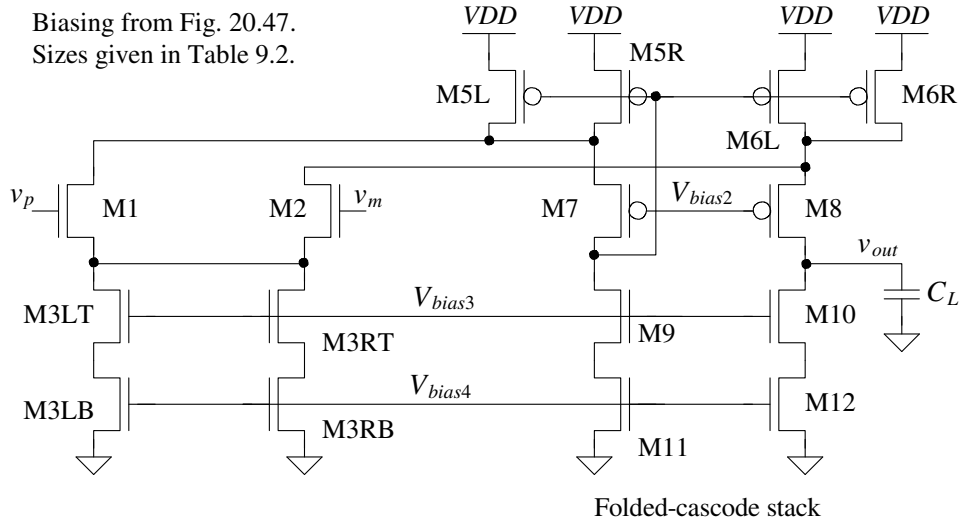 Biasing from Fig. 20.47.
Sizes given in Table 9.2.
VDD
VDD
VDD
VDD
M5R
M5L
M6L
M6R
v_p
M1
M2
v_m
M7
V_bias2
M8
v_out
C_L
M3LT
V_bias3
M3RT
M9
M10
M3LB
V_bias4
M3RB
M11
M12
Folded-cascode stack